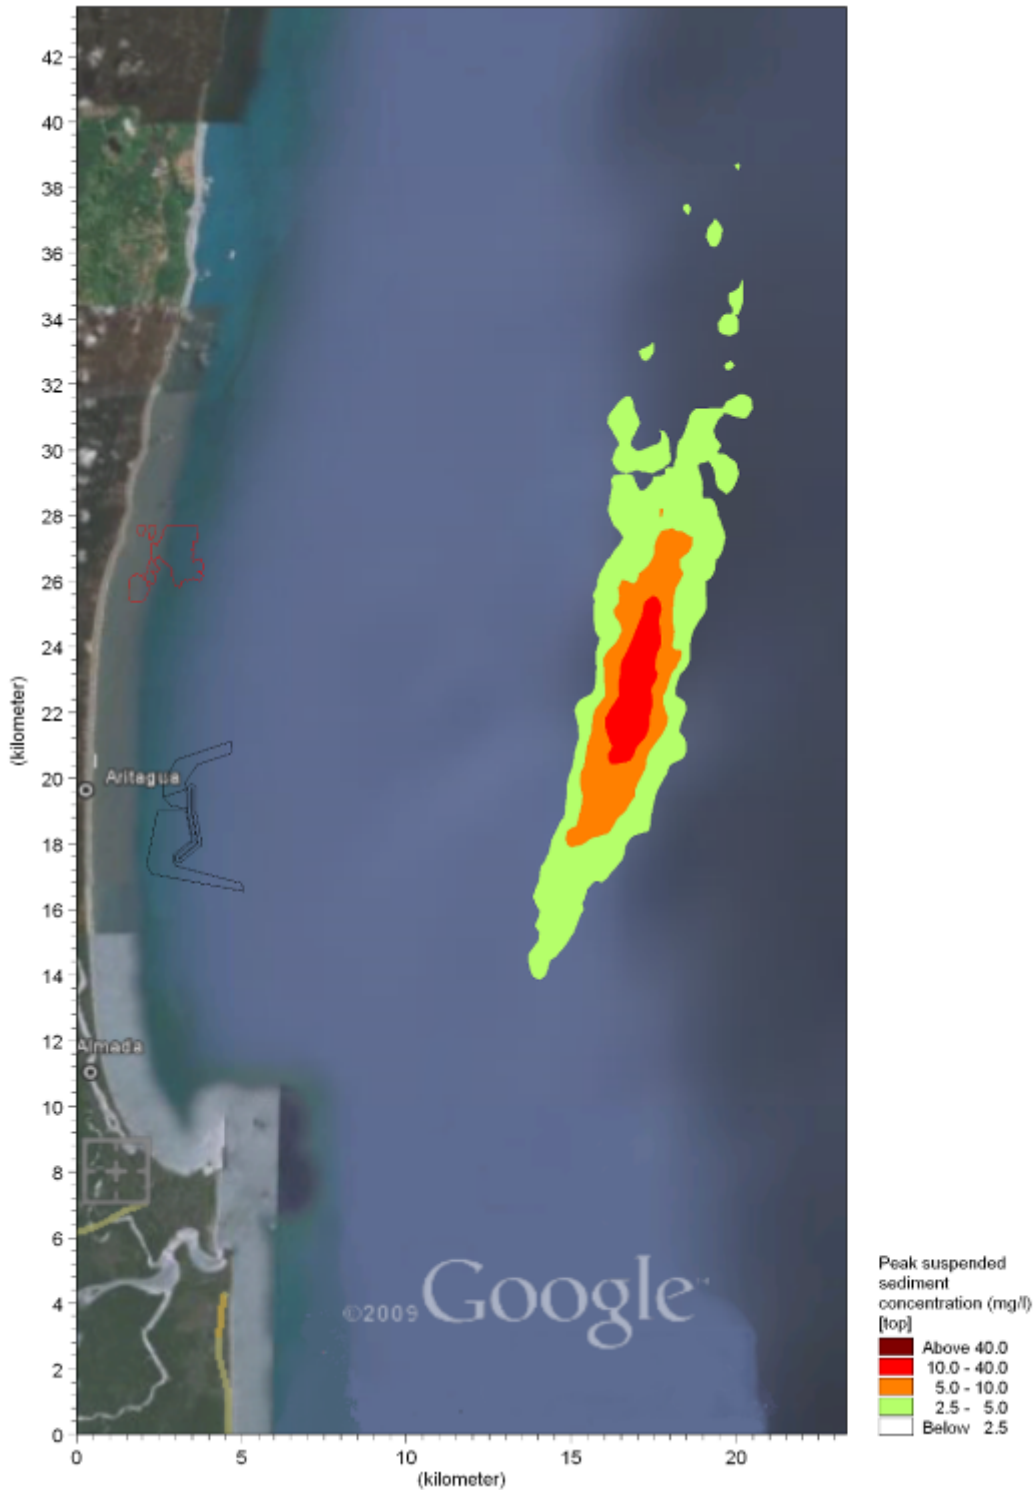 42
40
38
36
34
32
30
28
26
24
22
20
18
16
14
12
10
8
6
4
2
0
(kilometer)
Aritagua
Almada
©2009 Google™
0 5 10 15 20
(kilometer)
Peak suspended
sediment
concentration (mg/l)
[top]
Above 40.0
10.0 - 40.0
5.0 - 10.0
2.5 - 5.0
Below 2.5